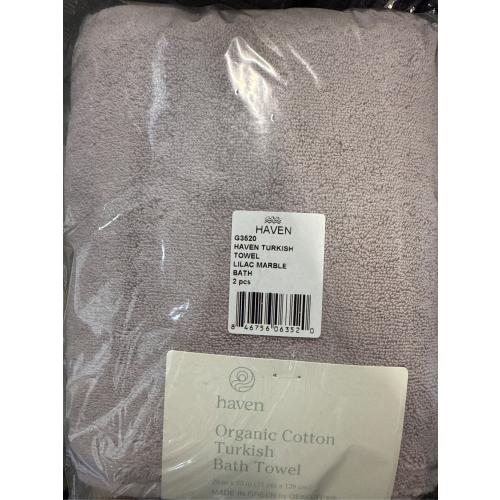 HAVEN
G3520
HAVEN TURKISH
TOWEL
LILAC MARBLE
BATH
2 pcs
8 46756 06352 0
haven
Organic Cotton
Turkish
Bath Towel
MADE IN